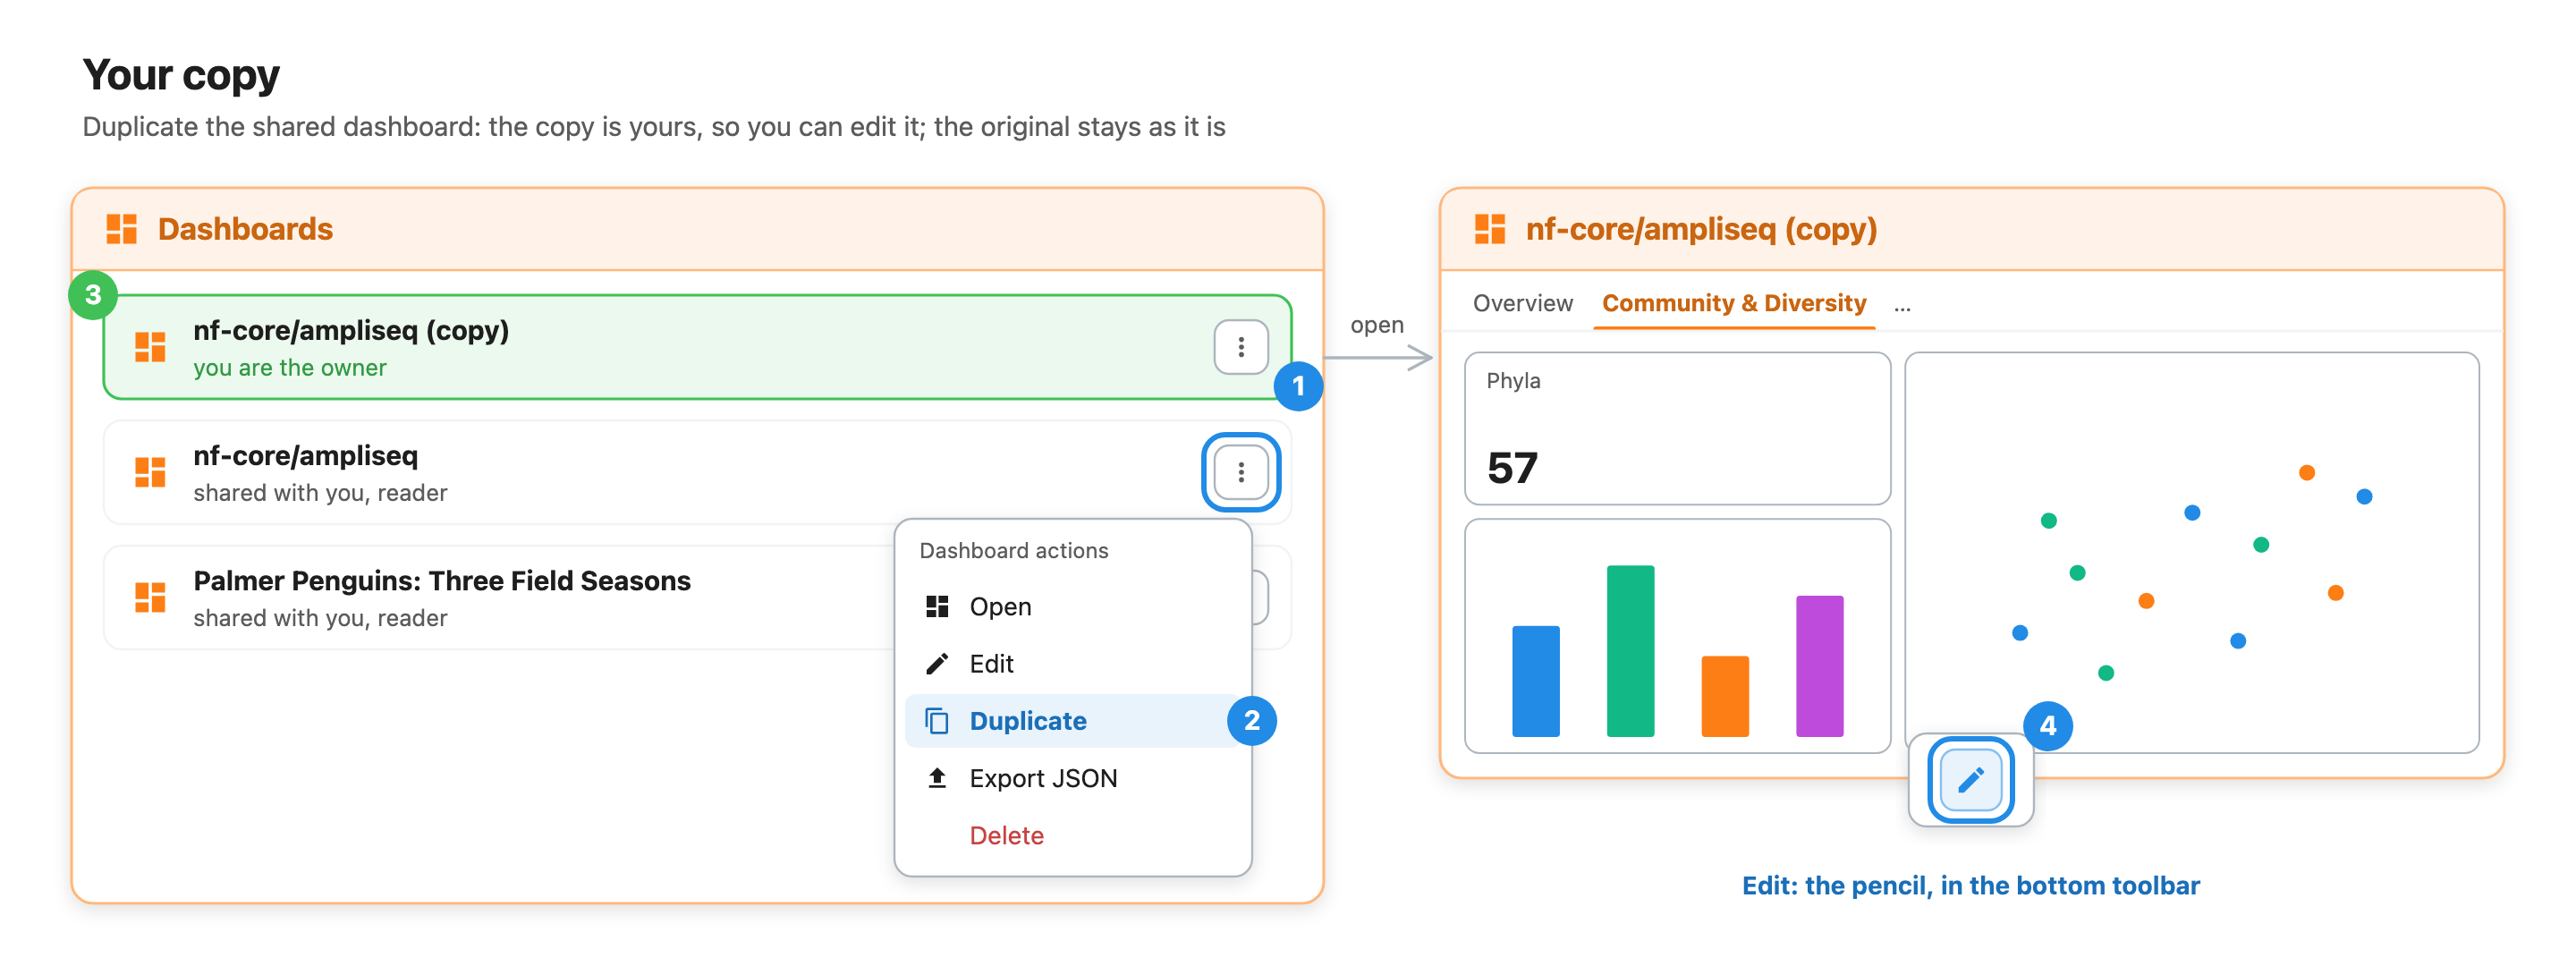 Your copy
Duplicate the shared dashboard: the copy is yours, so you can edit it; the original stays as it is
Dashboards
3
nf-core/ampliseq (copy)
you are the owner
1
nf-core/ampliseq
shared with you, reader
Palmer Penguins: Three Field Seasons
shared with you, reader
Dashboard actions
Open
Edit
Duplicate
2
Export JSON
Delete
open
nf-core/ampliseq (copy)
Overview Community & Diversity ...
Phyla
57
4
Edit: the pencil, in the bottom toolbar